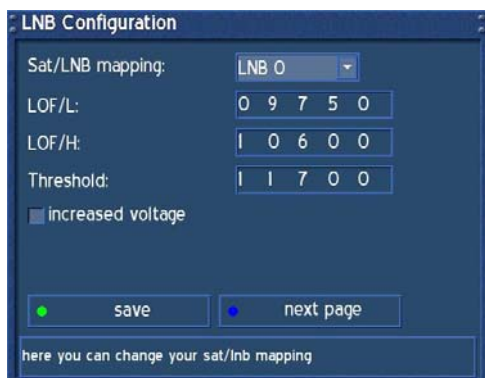 LNB Configuration
Sat/LNB mapping: LNB 0
LOF/L: 0 9 7 5 0
LOF/H: 1 0 6 0 0
Threshold: 1 1 7 0 0
increased voltage
save next page
here you can change your sat/lnb mapping